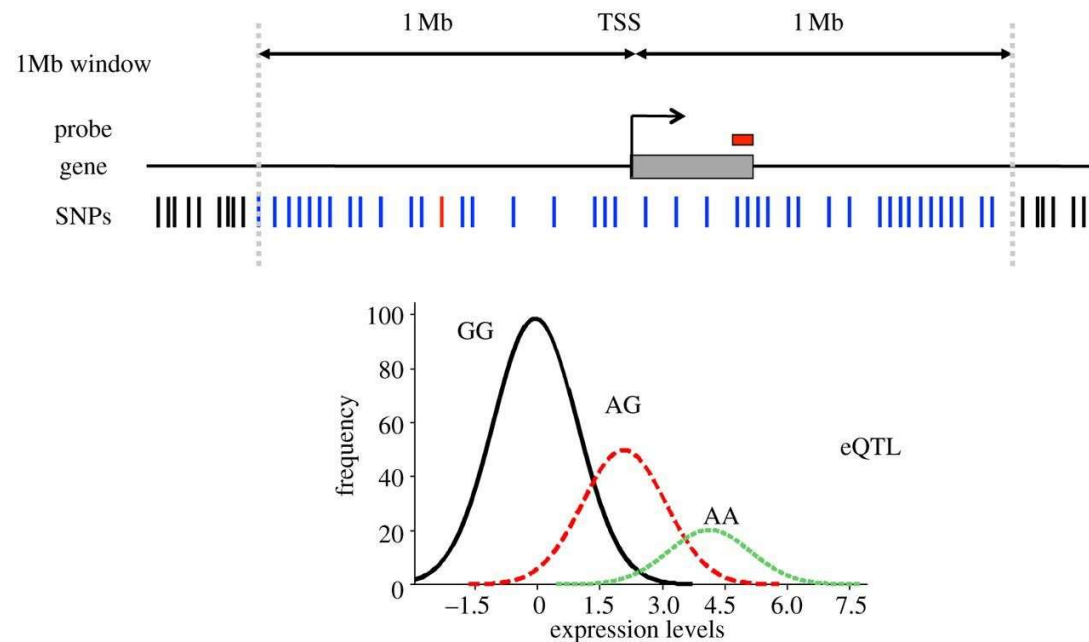 1 Mb TSS 1 Mb
1Mb window
probe
gene
SNPs
100
80
60
40
20
0
frequency
GG
AG
AA
eQTL
–1.5 0 1.5 3.0 4.5 6.0 7.5
expression levels